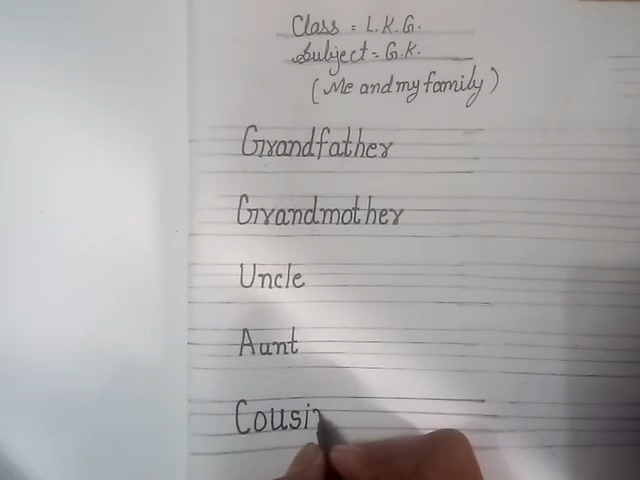 Class = L.K.G.
Subject = G.K.
(Me and my family)
Grandfather
Grandmother
Uncle
Aunt
Cousi